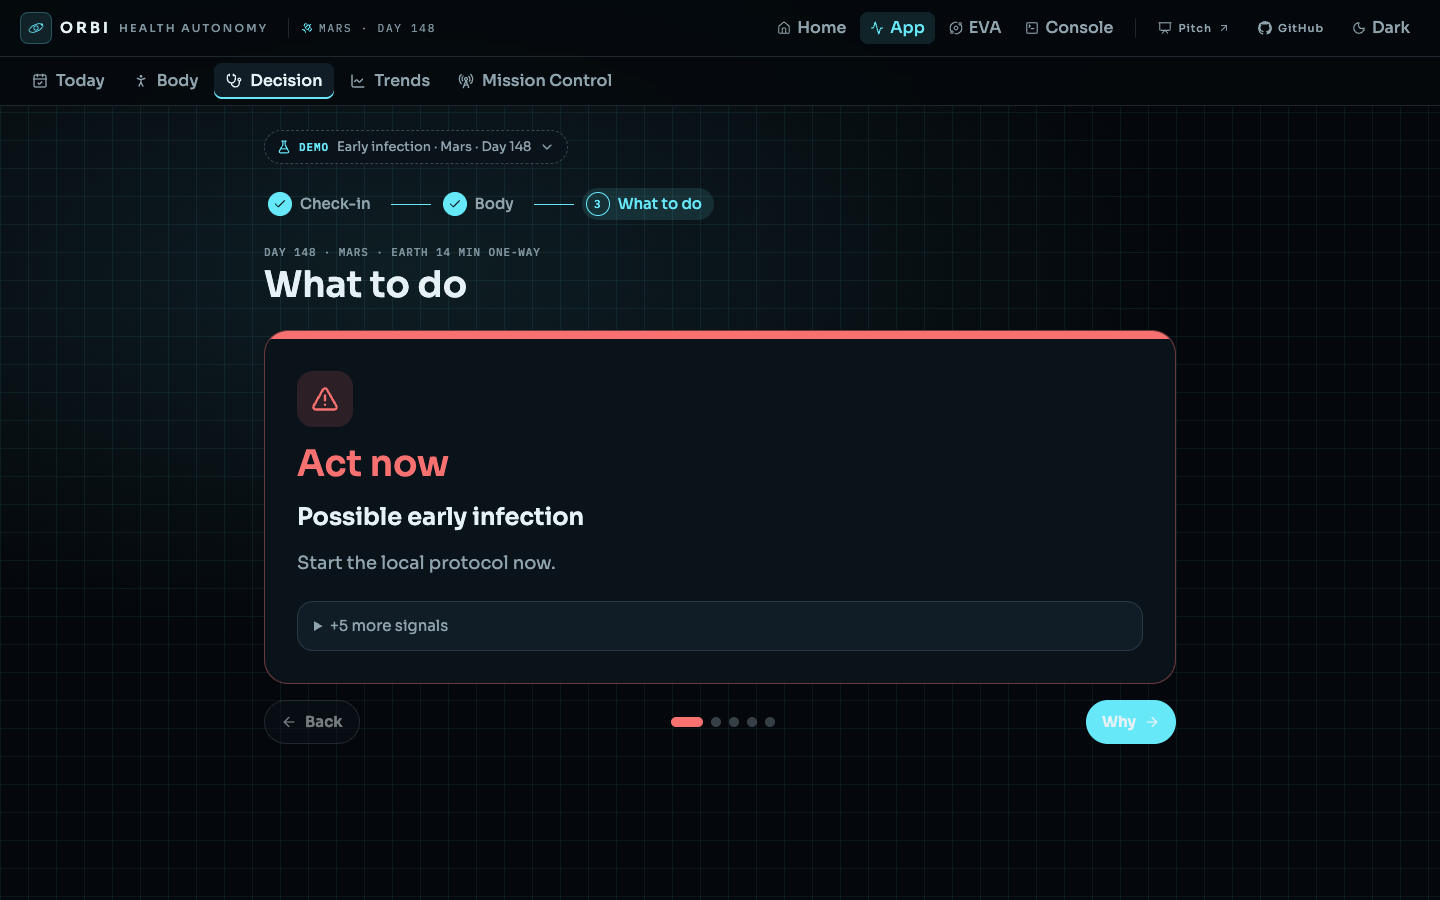 ORBI HEALTH AUTONOMY MARS · DAY 148 Home App EVA Console Pitch ↗ GitHub Dark
Today Body Decision Trends Mission Control
DEMO Early infection · Mars · Day 148
Check-in Body 3 What to do
DAY 148 · MARS · EARTH 14 MIN ONE-WAY
What to do
Act now
Possible early infection
Start the local protocol now.
▶ +5 more signals
← Back Why →